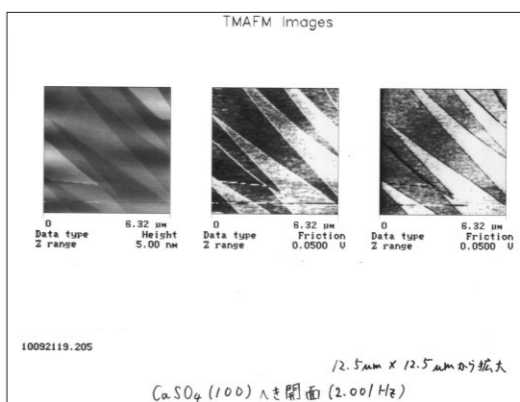 TMAFM Images
0 6.32 µm
Data type Height
Z range 5.00 nm
0 6.32 µm
Data type Friction
Z range 0.0500 V
0 6.32 µm
Data type Friction
Z range 0.0500 V
10092119.205
12.5µm × 12.5µmから拡大
CaSO4 (100) へき開面 (2.001Hz)